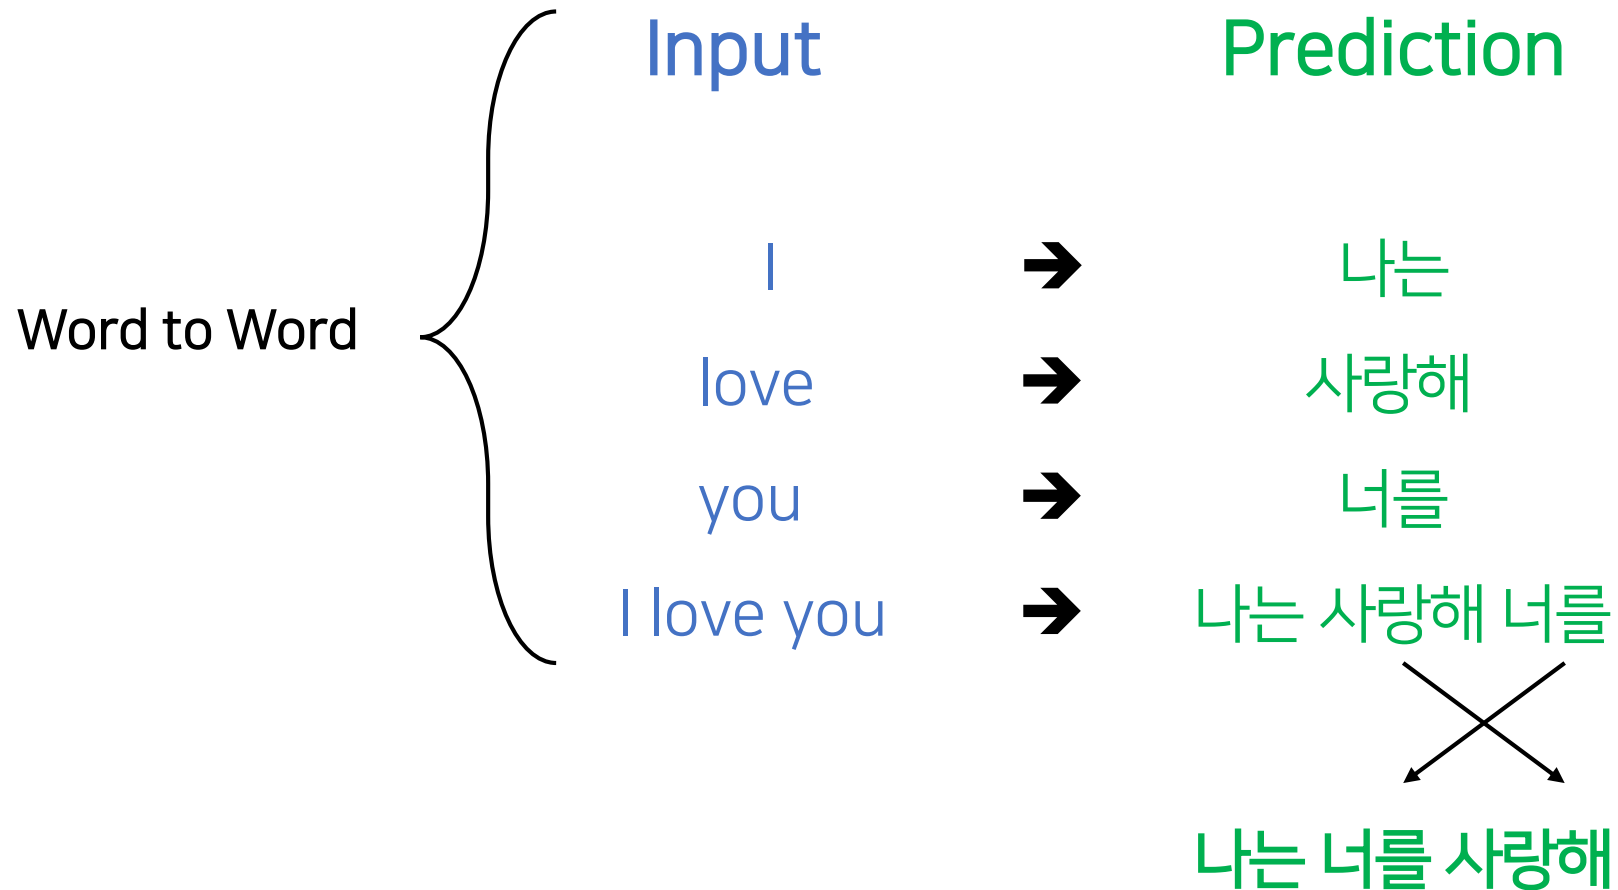 Input Prediction
I ➔ 나는
Word to Word
love ➔ 사랑해
you ➔ 너를
I love you ➔ 나는 사랑해 너를
나는 너를 사랑해